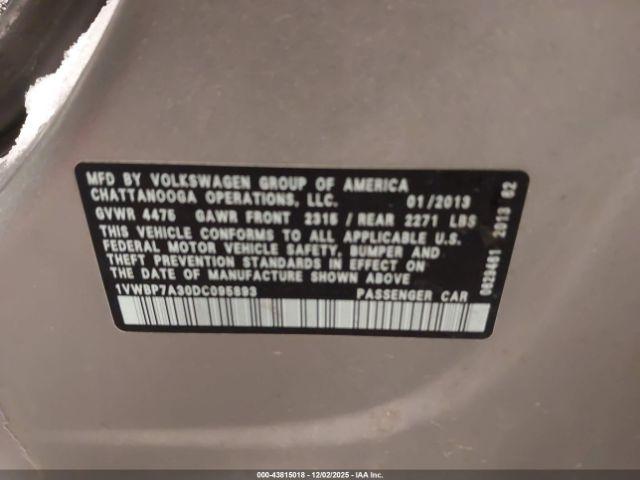 MFD BY VOLKSWAGEN GROUP OF AMERICA
CHATTANOOGA OPERATIONS, LLC. 01/2013
GVWR 4475 GAWR FRONT 2315 / REAR 2271 LBS
THIS VEHICLE CONFORMS TO ALL APPLICABLE U.S.
FEDERAL MOTOR VEHICLE SAFETY, BUMPER AND
THEFT PREVENTION STANDARDS IN EFFECT ON THE
DATE OF MANUFACTURE SHOWN ABOVE
1VWBP7A30DC095893 PASSENGER CAR
2013 62
000-43815018 - 12/02/2025 - IAA Inc.